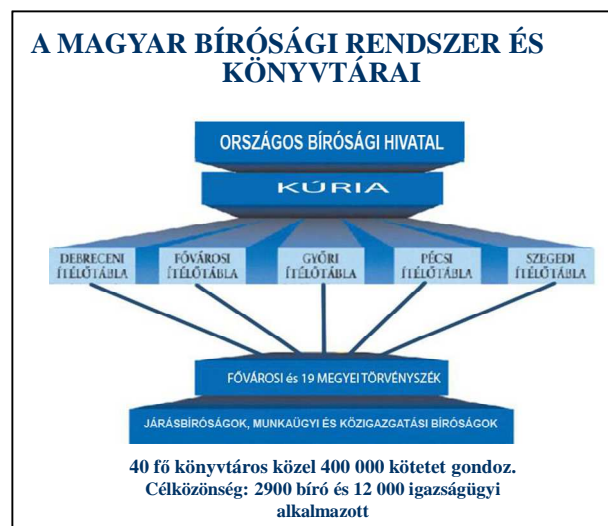 A MAGYAR BÍRÓSÁGI RENDSZER ÉS
KÖNYVTÁRAI
ORSZÁGOS BÍRÓSÁGI HIVATAL
KÚRIA
DEBRECENI
ÍTÉLŐTÁBLA
FŐVÁROSI
ÍTÉLŐTÁBLA
GYŐRI
ÍTÉLŐTÁBLA
PÉCSI
ÍTÉLŐTÁBLA
SZEGEDI
ÍTÉLŐTÁBLA
FŐVÁROSI és 19 MEGYEI TÖRVÉNYSZÉK
JÁRÁSBÍRÓSÁGOK, MUNKAÜGYI ÉS KÖZIGAZGATÁSI BÍRÓSÁGOK
40 fő könyvtáros közel 400 000 kötetet gondoz.
Célközönség: 2900 bíró és 12 000 igazságügyi
alkalmazott